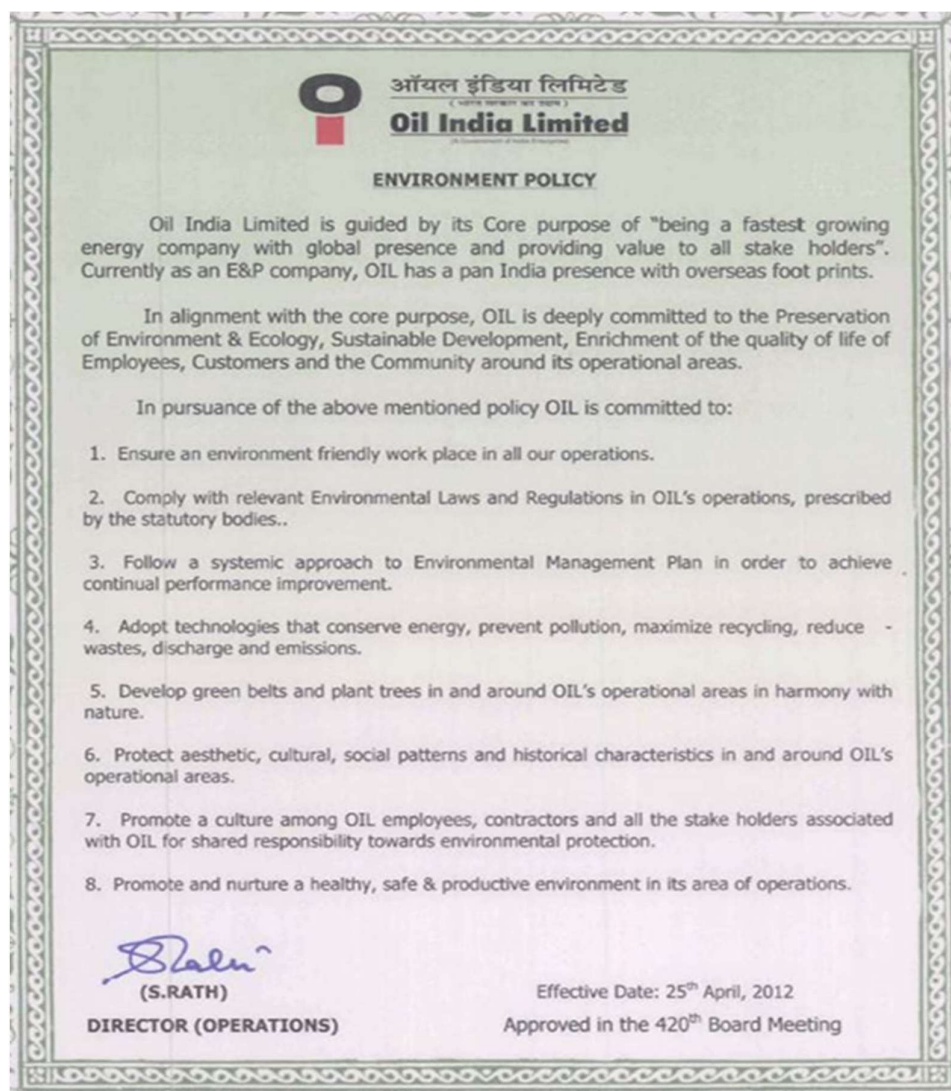 ऑयल इंडिया लिमिटेड
( भारत सरकार का उद्यम )
Oil India Limited
(A Government of India Enterprise)
ENVIRONMENT POLICY
Oil India Limited is guided by its Core purpose of “being a fastest growing
energy company with global presence and providing value to all stake holders”.
Currently as an E&P company, OIL has a pan India presence with overseas foot prints.
In alignment with the core purpose, OIL is deeply committed to the Preservation
of Environment & Ecology, Sustainable Development, Enrichment of the quality of life of
Employees, Customers and the Community around its operational areas.
In pursuance of the above mentioned policy OIL is committed to:
1. Ensure an environment friendly work place in all our operations.
2. Comply with relevant Environmental Laws and Regulations in OIL’s operations, prescribed
by the statutory bodies..
3. Follow a systemic approach to Environmental Management Plan in order to achieve
continual performance improvement.
4. Adopt technologies that conserve energy, prevent pollution, maximize recycling, reduce -
wastes, discharge and emissions.
5. Develop green belts and plant trees in and around OIL’s operational areas in harmony with
nature.
6. Protect aesthetic, cultural, social patterns and historical characteristics in and around OIL’s
operational areas.
7. Promote a culture among OIL employees, contractors and all the stake holders associated
with OIL for shared responsibility towards environmental protection.
8. Promote and nurture a healthy, safe & productive environment in its area of operations.
(S.RATH)
DIRECTOR (OPERATIONS)
Effective Date: 25th April, 2012
Approved in the 420th Board Meeting